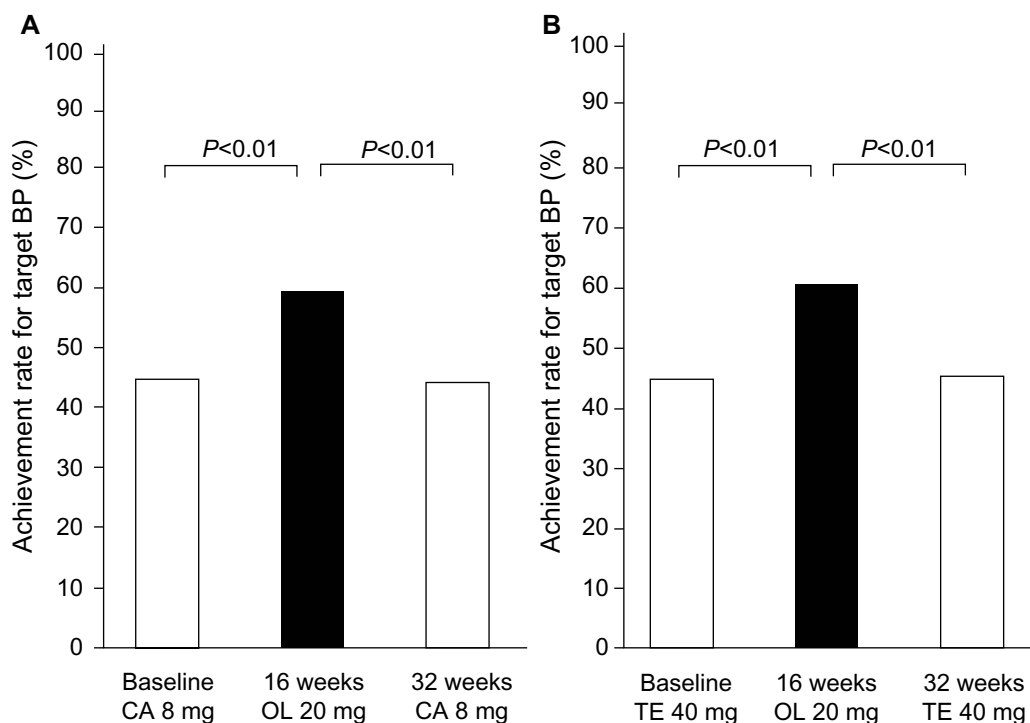 A
Achievement rate for target BP (%)
100
90
80
70
60
50
40
30
20
10
0
P<0.01
P<0.01
Baseline
CA 8 mg
16 weeks
OL 20 mg
32 weeks
CA 8 mg
B
Achievement rate for target BP (%)
100
90
80
70
60
50
40
30
20
10
0
P<0.01
P<0.01
Baseline
TE 40 mg
16 weeks
OL 20 mg
32 weeks
TE 40 mg